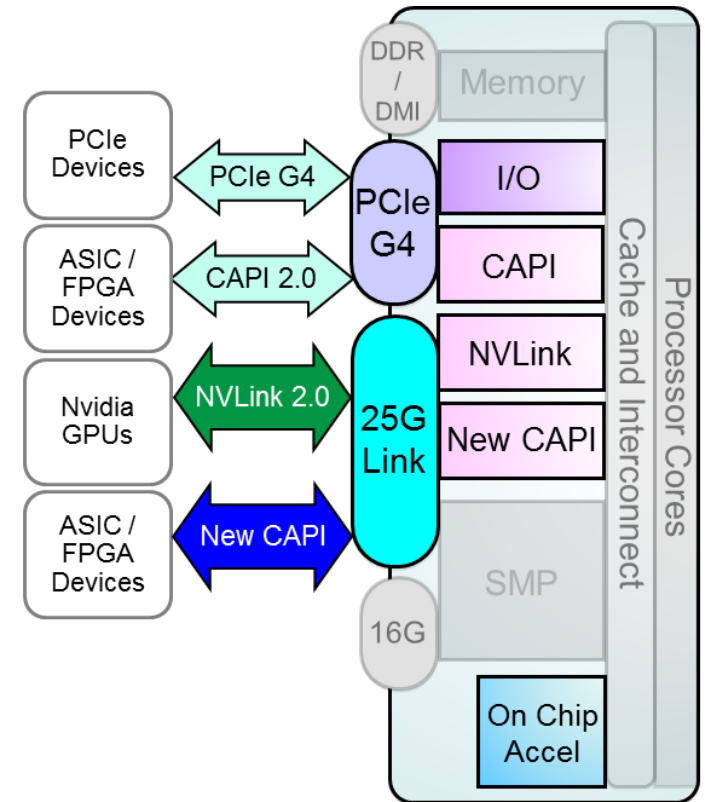 DDR
/
DMI
Memory
PCIe
Devices
PCIe G4
PCIe
G4
I/O
ASIC /
FPGA
Devices
CAPI 2.0
CAPI
Nvidia
GPUs
NVLink 2.0
25G
Link
NVLink
New CAPI
ASIC /
FPGA
Devices
New CAPI
16G
SMP
On Chip
Accel
Cache and Interconnect
Processor Cores